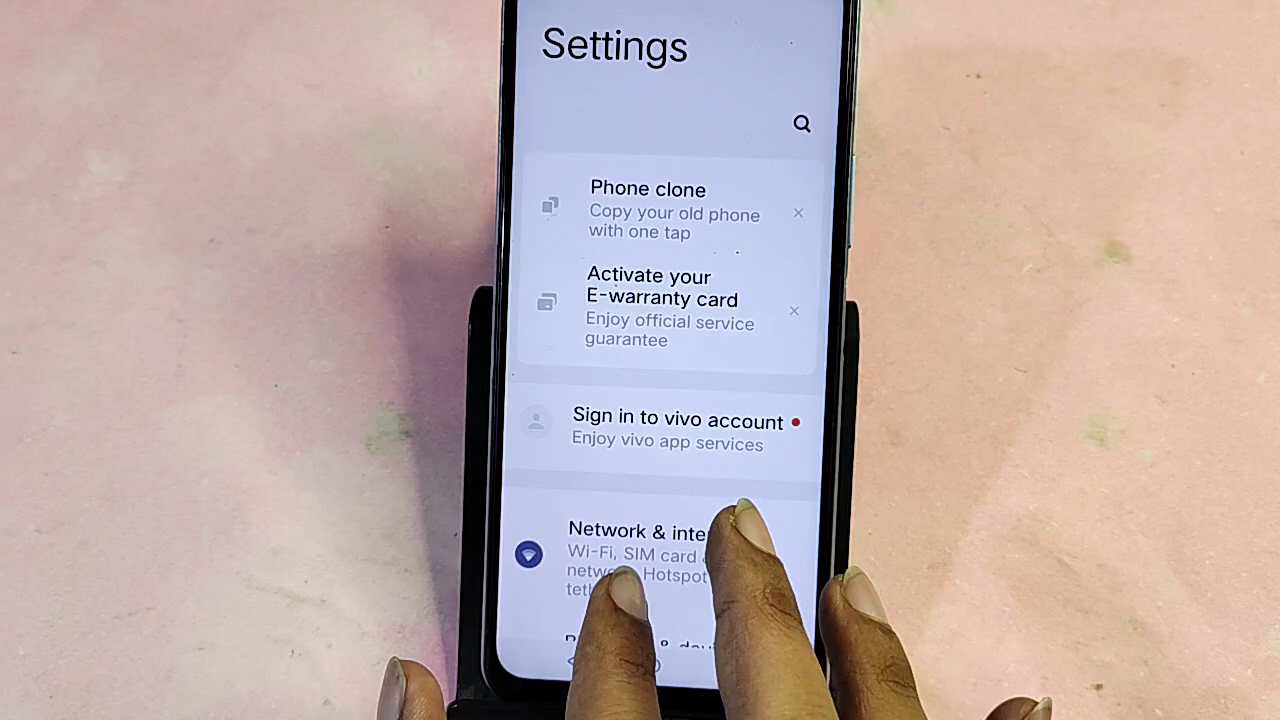 Settings
Phone clone
Copy your old phone
with one tap
Activate your
E-warranty card
Enjoy official service
guarantee
Sign in to vivo account
Enjoy vivo app services
Network &
Wi-Fi, SIM card
Hotspot